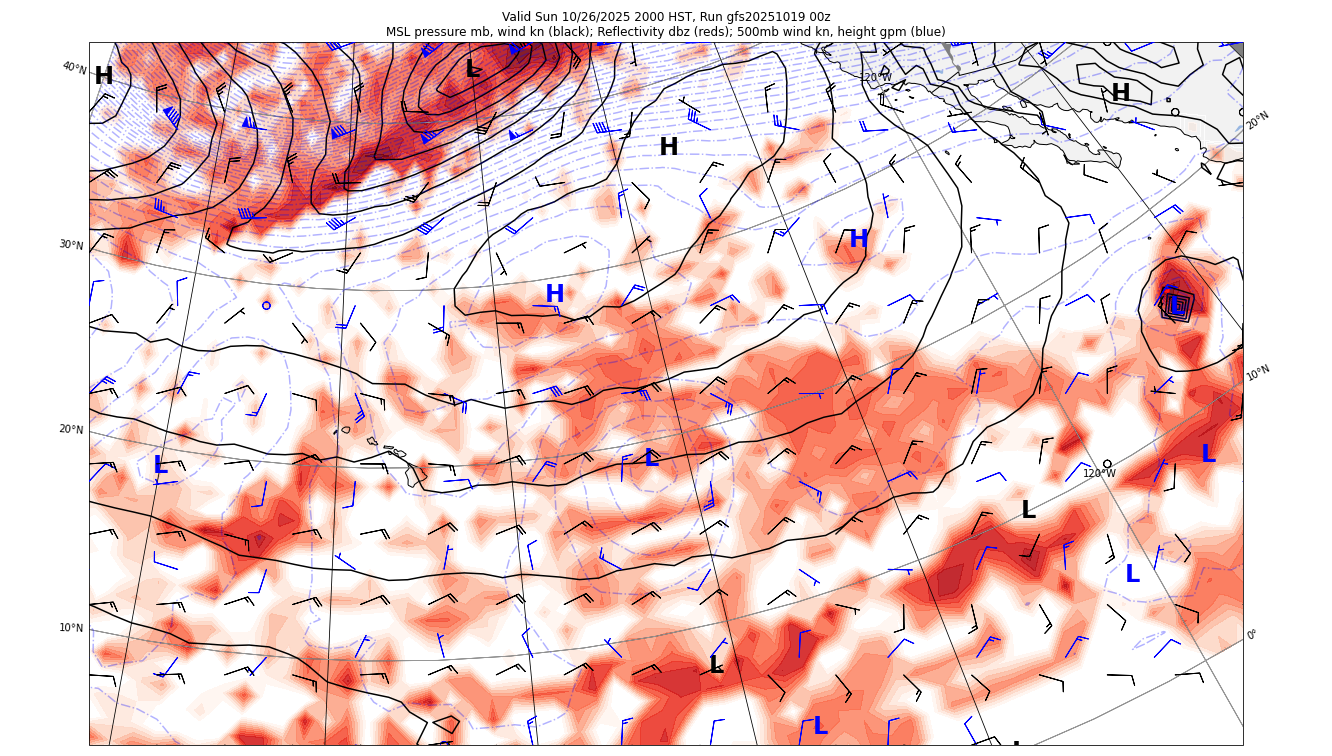 Valid Sun 10/26/2025 2000 HST, Run gfs20251019 00z
MSL pressure mb, wind kn (black); Reflectivity dbz (reds); 500mb wind kn, height gpm (blue)
40°N
H
L
120°W
H
20°N
H
30°N
H
H
L
10°N
20°N
L
L
L
120°W
L
L
10°N
0°
L
L